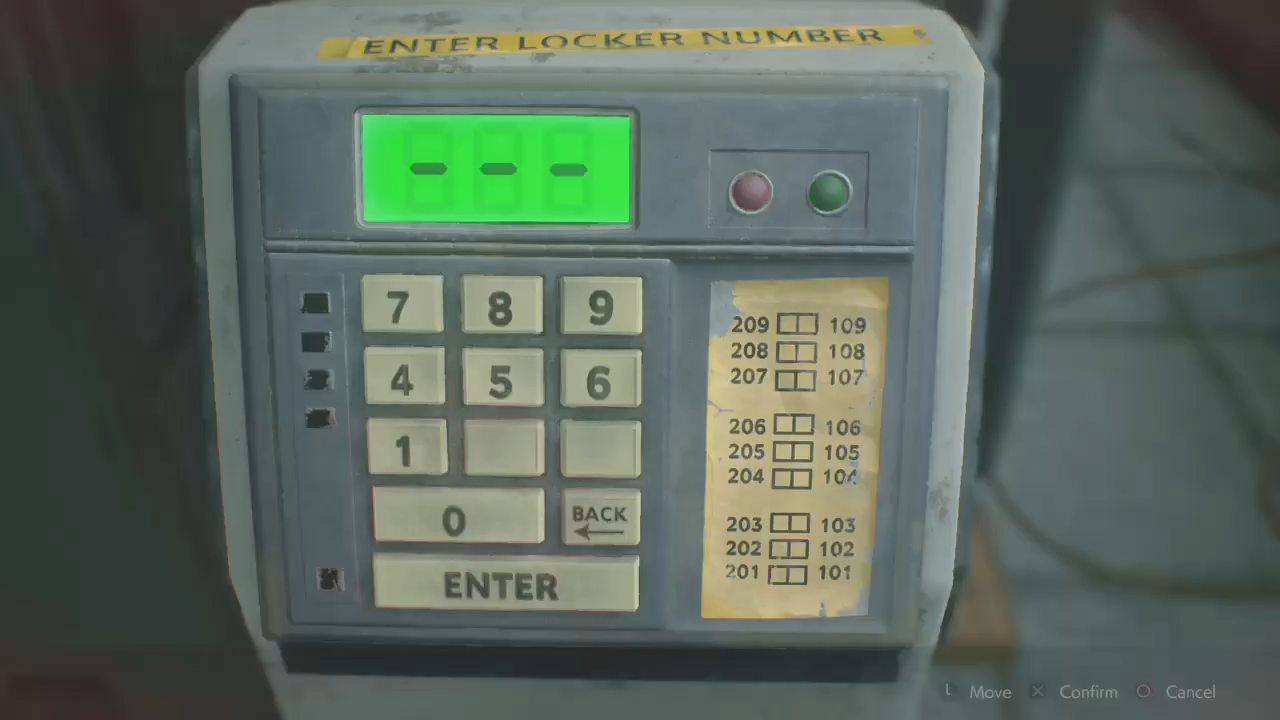 ENTER LOCKER NUMBER
7 8 9
4 5 6
1
0 BACK
ENTER
209 109
208 108
207 107
206 106
205 105
204 104
203 103
202 102
201 101
L Move X Confirm O Cancel